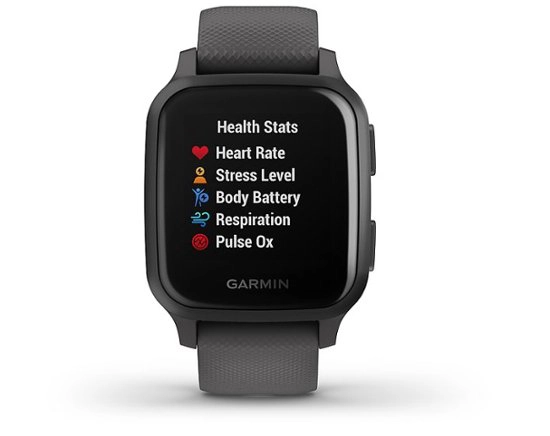 Health Stats
Heart Rate
Stress Level
Body Battery
Respiration
Pulse Ox
GARMIN